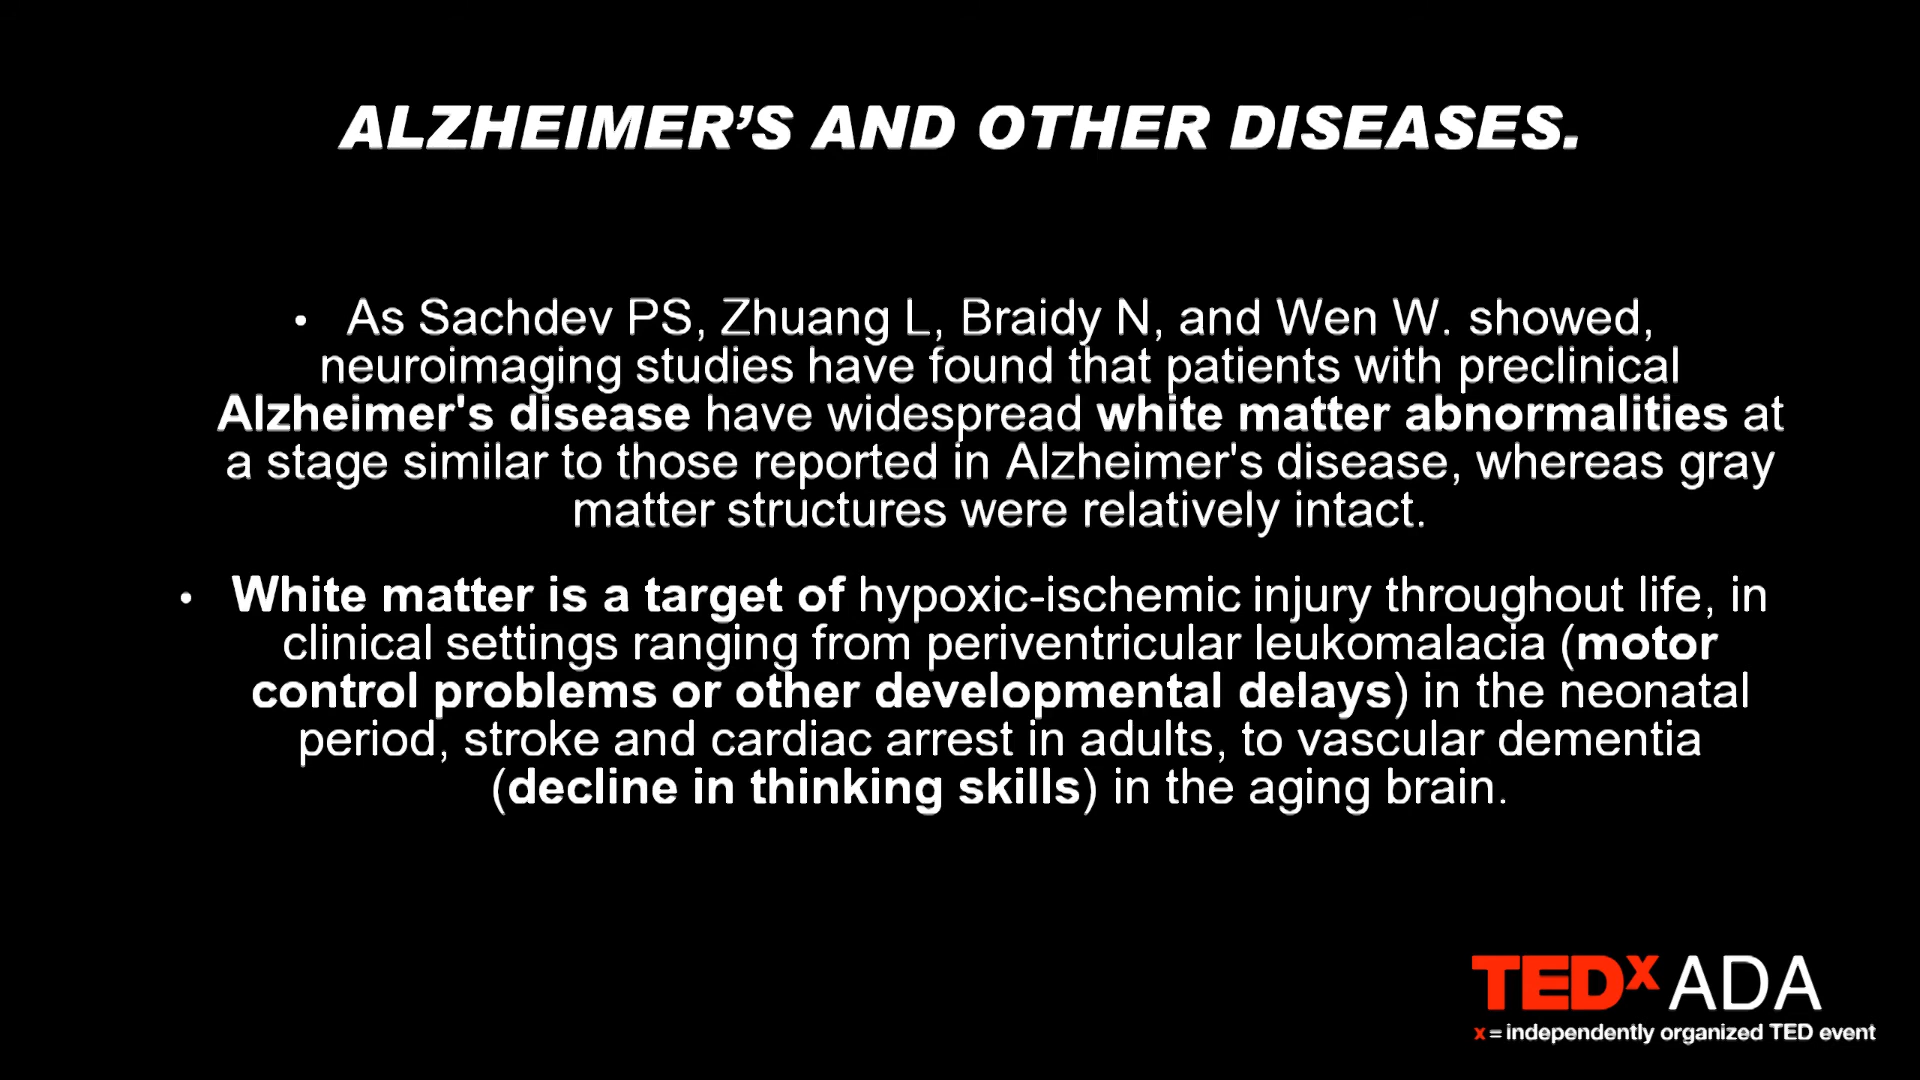 ALZHEIMER’S AND OTHER DISEASES.
• As Sachdev PS, Zhuang L, Braidy N, and Wen W. showed,
neuroimaging studies have found that patients with preclinical
Alzheimer's disease have widespread white matter abnormalities at
a stage similar to those reported in Alzheimer's disease, whereas gray
matter structures were relatively intact.
• White matter is a target of hypoxic-ischemic injury throughout life, in
clinical settings ranging from periventricular leukomalacia (motor
control problems or other developmental delays) in the neonatal
period, stroke and cardiac arrest in adults, to vascular dementia
(decline in thinking skills) in the aging brain.
TEDx ADA
x = independently organized TED event